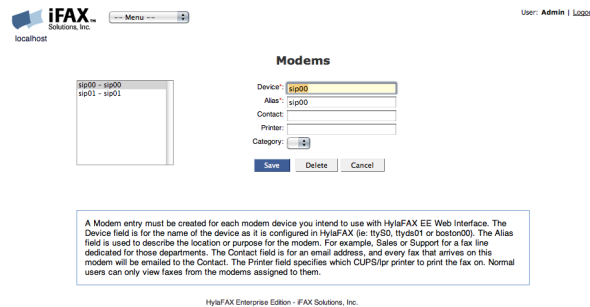 iFAX™
Solutions, Inc.
-- Menu --
User: Admin |
localhost
Modems
sip00 – sip00
sip01 – sip01
Device*: sip00
Alias*: sip00
Contact:
Printer:
Category:
Save Delete Cancel
A Modem entry must be created for each modem device you intend to use with HylaFAX EE Web Interface. The
Device field is for the name of the device as it is configured in HylaFAX (ie: ttyS0, ttyds01 or boston00). The Alias
field is used to describe the location or purpose for the modem. For example, Sales or Support for a fax line
dedicated for those departments. The Contact field is for an email address, and every fax that arrives on this
modem will be emailed to the Contact. The Printer field specifies which CUPS/lpr printer to print the fax on. Normal
users can only view faxes from the modems assigned to them.
HylaFAX Enterprise Edition - iFAX Solutions, Inc.